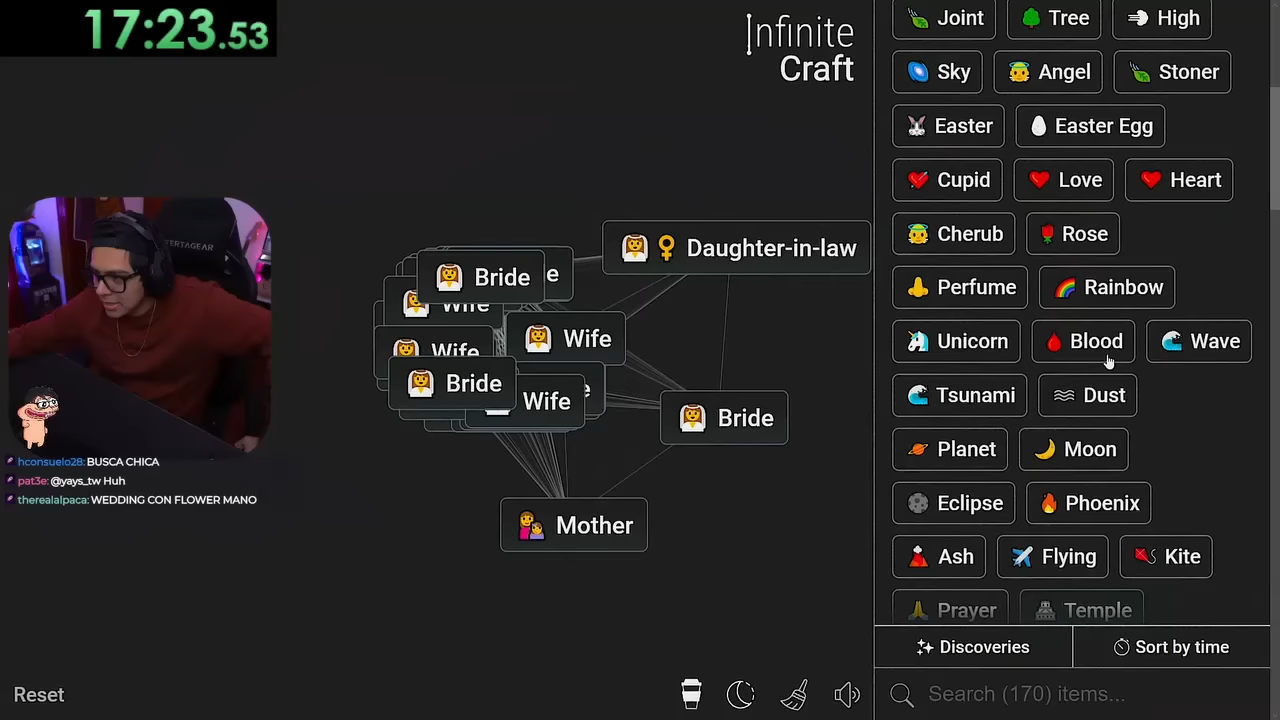 17:23.53
Infinite
Craft
Joint Tree High
Sky Angel Stoner
Easter Easter Egg
Cupid Love Heart
Cherub Rose
Perfume Rainbow
Unicorn Blood Wave
Tsunami Dust
Planet Moon
Eclipse Phoenix
Ash Flying Kite
Prayer Temple
Discoveries Sort by time
Search (170) items...
Daughter-in-law
Bride e
Wife
Wife
Wife
Bride
Wife
Bride
Mother
ERTAGEAR
hconsuelo28: BUSCA CHICA
pat3e: @yays_tw Huh
therealalpaca: WEDDING CON FLOWER MANO
Reset